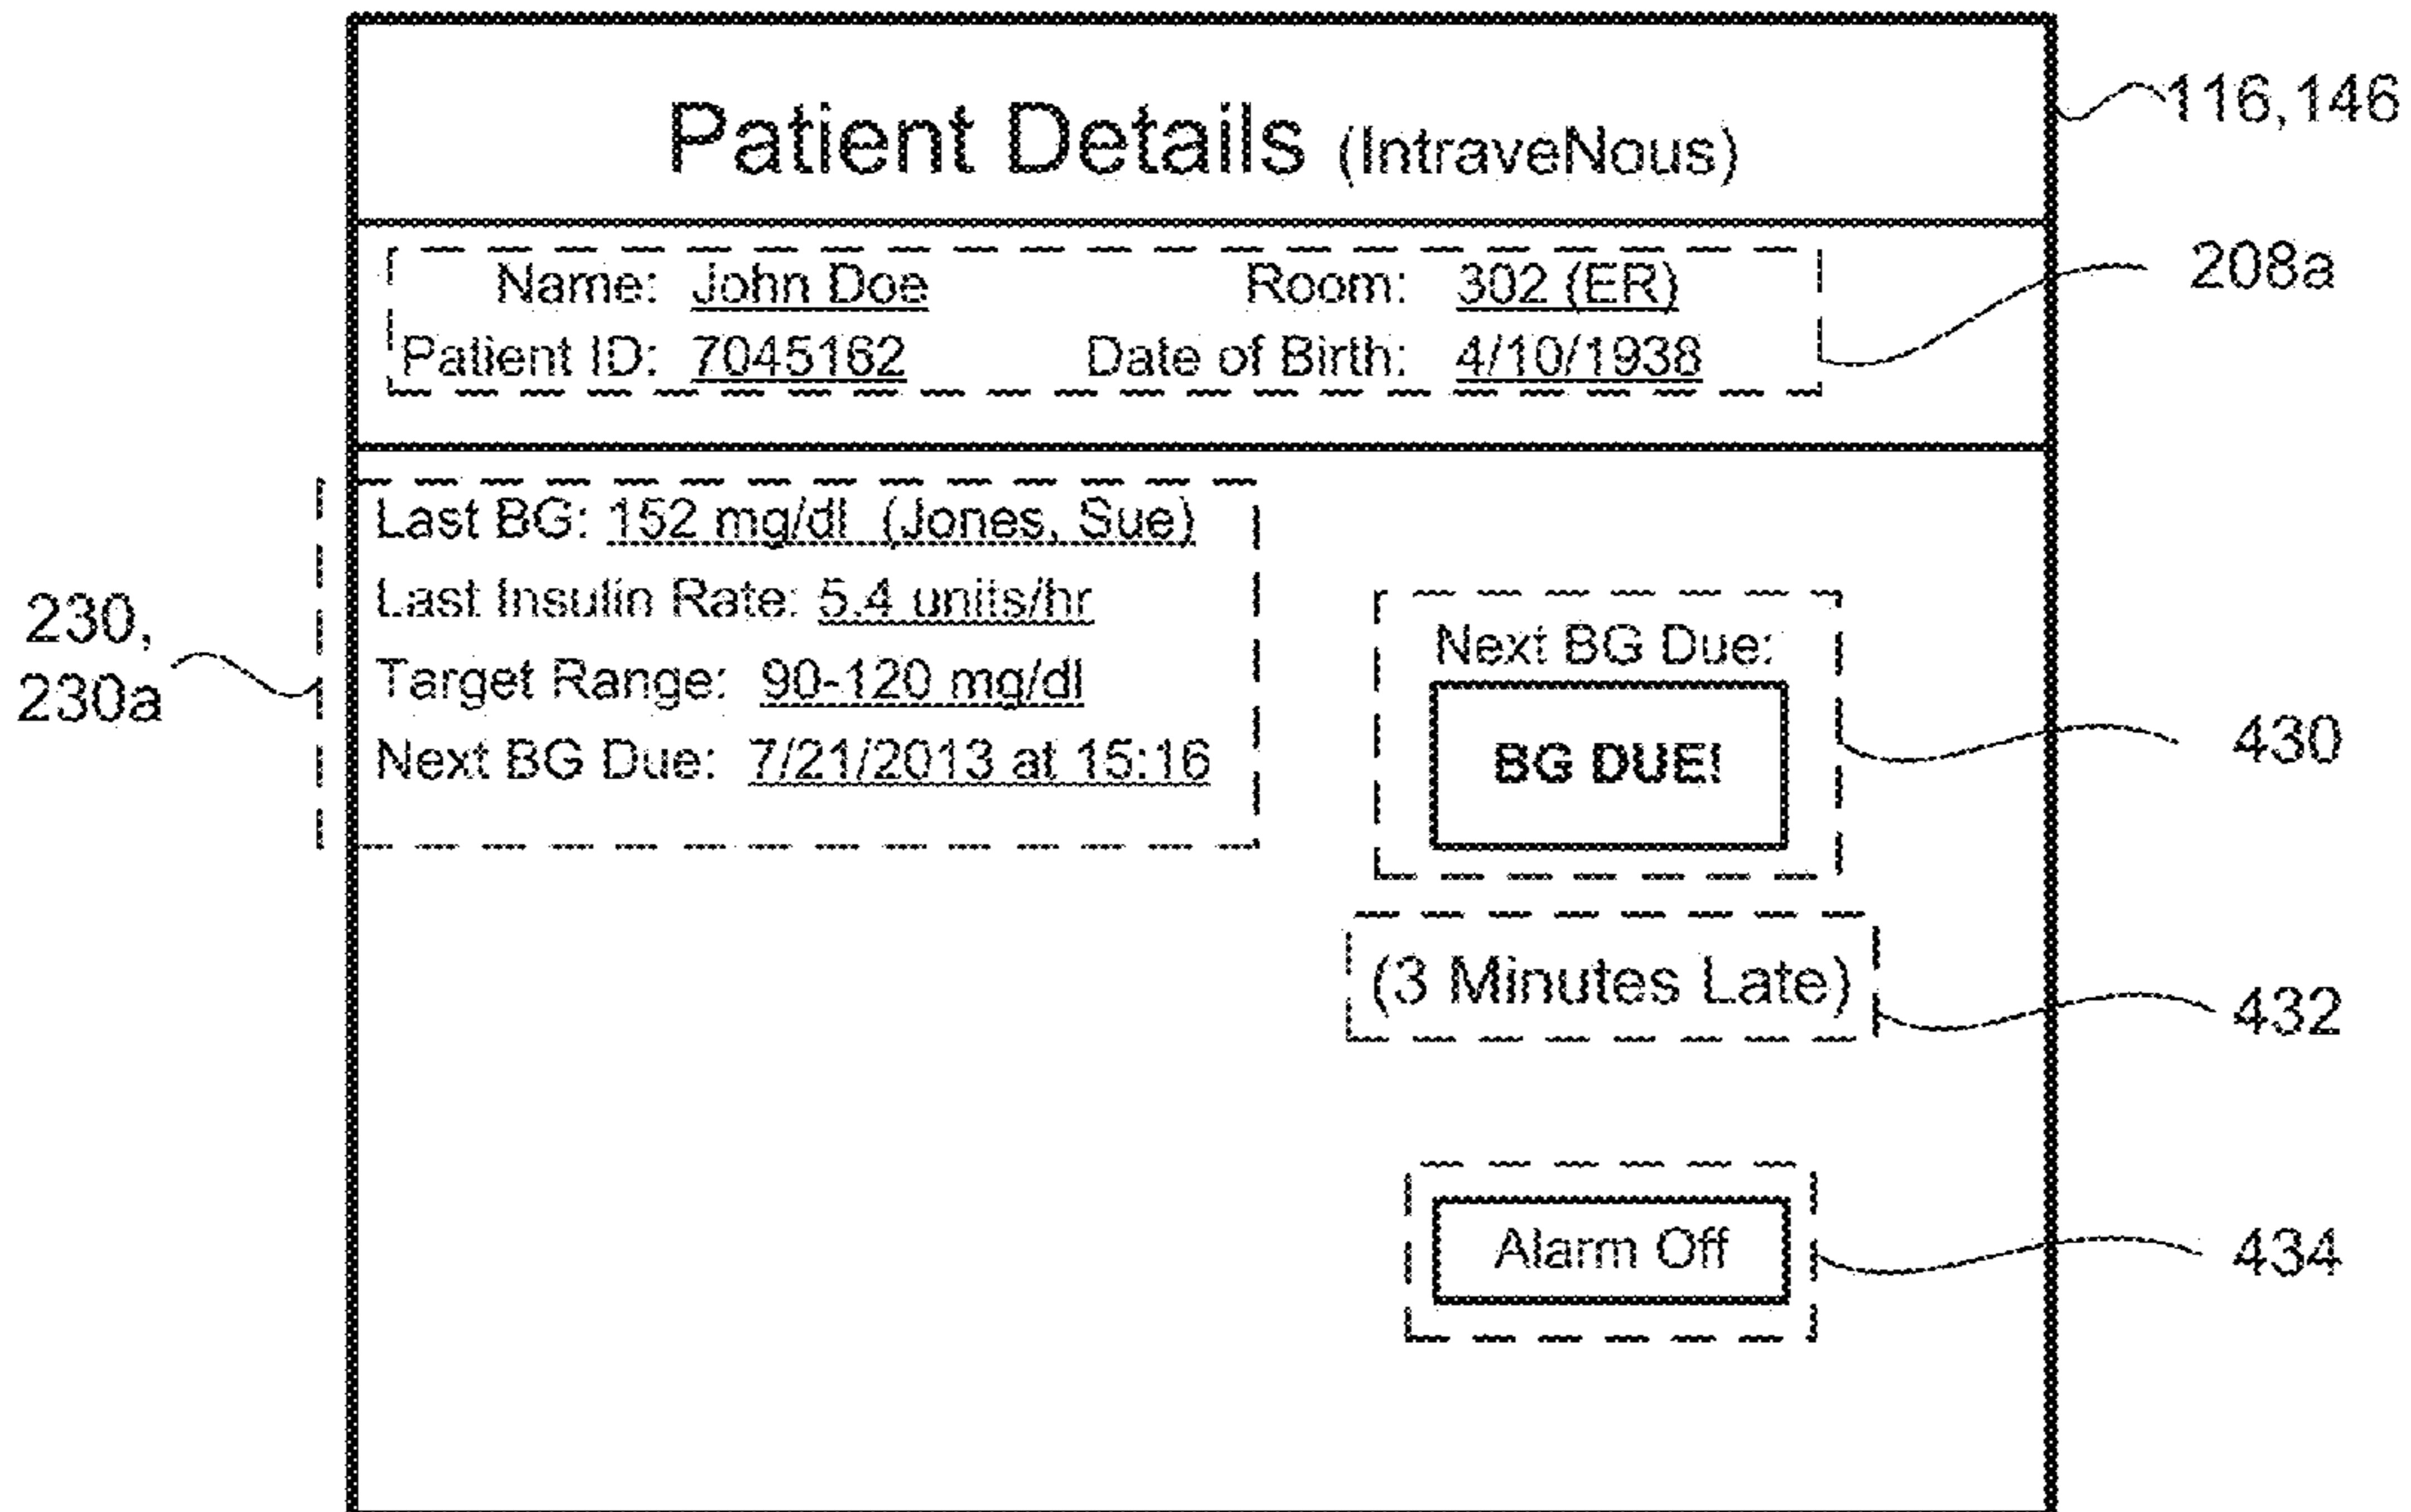 Patient Details (IntraveNous)
116,146
Name: John Doe Room: 302 (ER)
208a
Patient ID: 7045162 Date of Birth: 4/10/1938
Last BG: 152 mg/dl (Jones, Sue)
Last Insulin Rate: 5.4 units/hr
230,
230a
Target Range: 90-120 mg/dl
Next BG Due: 7/21/2013 at 15:16
Next BG Due:
BG DUE!
430
(3 Minutes Late)
432
Alarm Off
434